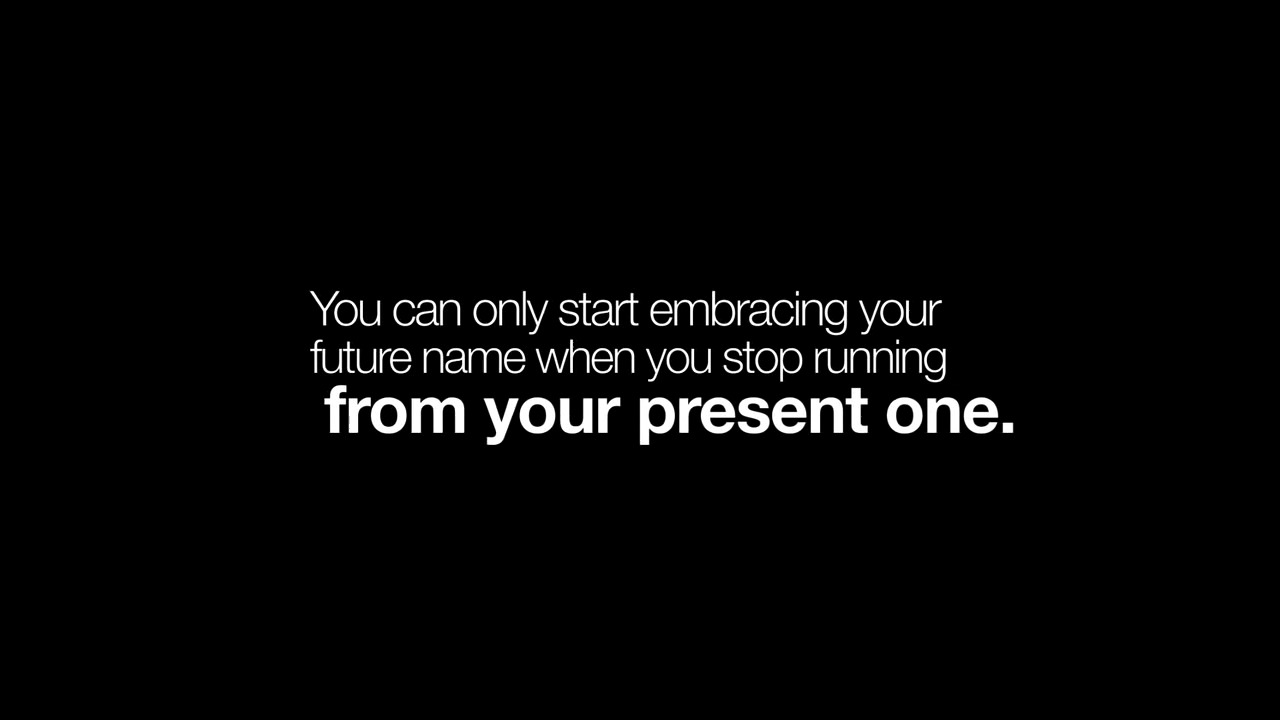 You can only start embracing your
future name when you stop running
from your present one.